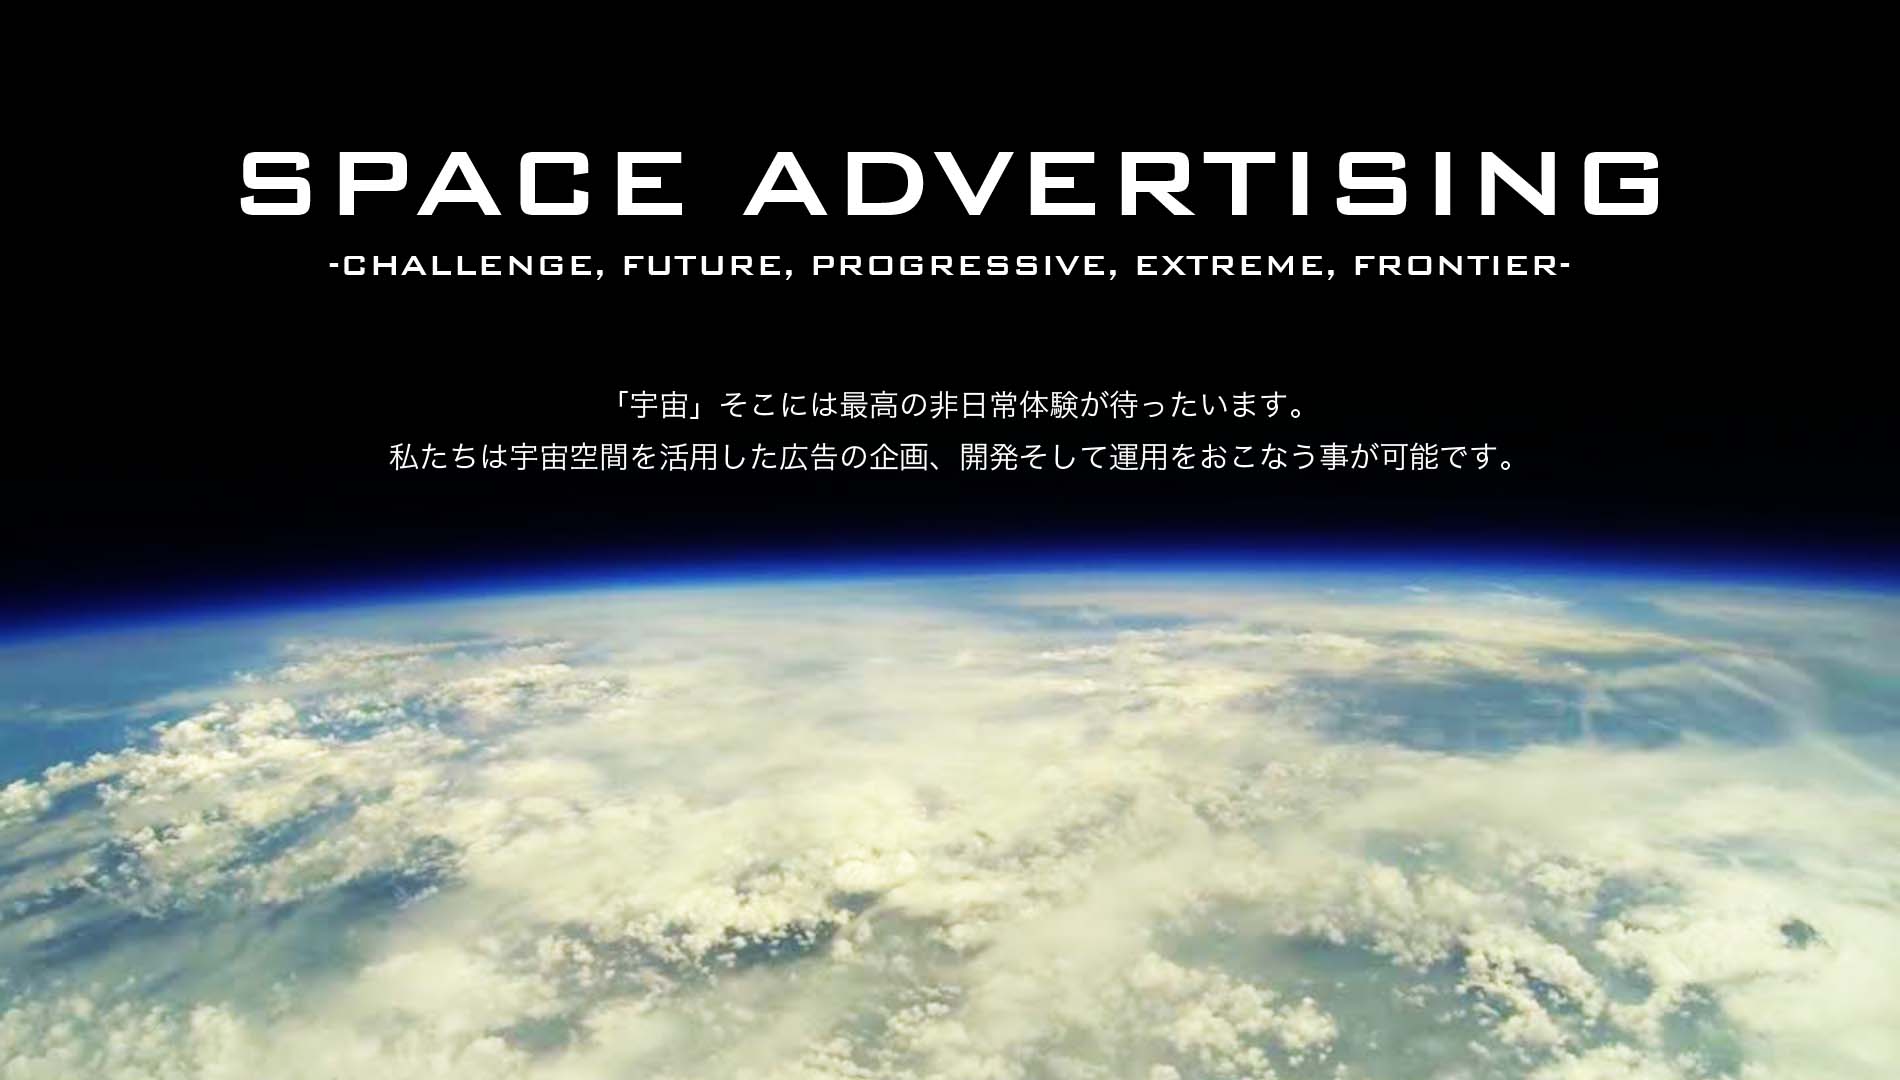 SPACE ADVERTISING
-CHALLENGE, FUTURE, PROGRESSIVE, EXTREME, FRONTIER-
「宇宙」そこには最高の非日常体験が待ったいます。
私たちは宇宙空間を活用した広告の企画、開発そして運用をおこなう事が可能です。